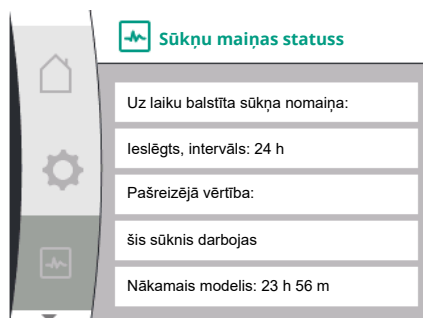 Sūkņu maiņas statuss
Uz laiku balstīta sūkņa nomaiņa:
Ieslēgts, intervāls: 24 h
Pašreizējā vērtība:
šis sūknis darbojas
Nākamais modelis: 23 h 56 m